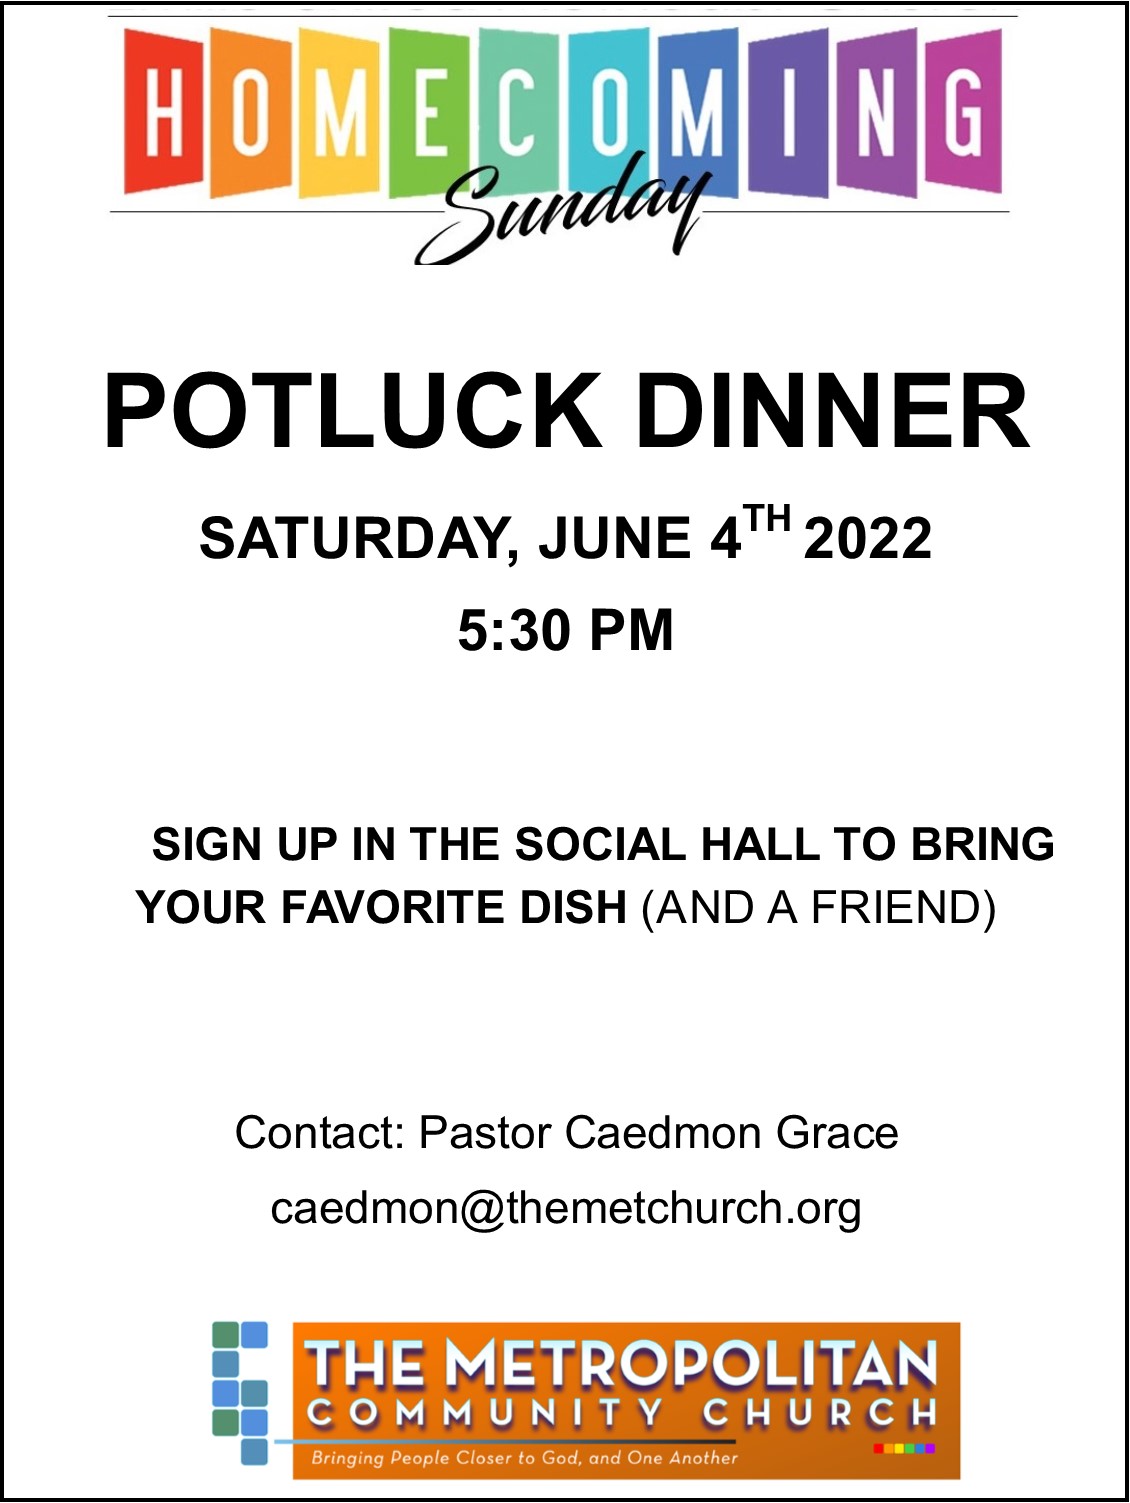 HOMECOMING
Sunday
POTLUCK DINNER
SATURDAY, JUNE 4TH 2022
5:30 PM
SIGN UP IN THE SOCIAL HALL TO BRING
YOUR FAVORITE DISH (AND A FRIEND)
Contact: Pastor Caedmon Grace
caedmon@themetchurch.org
THE METROPOLITAN
COMMUNITY CHURCH
Bringing People Closer to God, and One Another